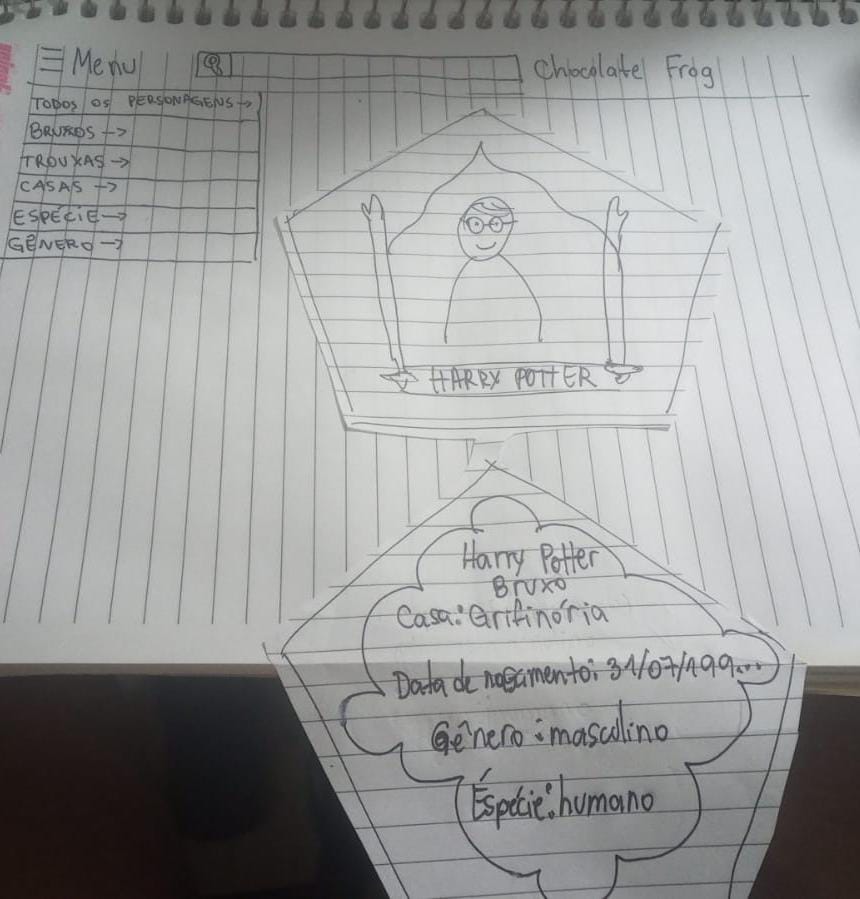 Menu
Chocolate Frog
TODOS OS PERSONAGENS →
BRUXOS →
TROUXAS →
CASAS →
ESPÉCIE →
GÊNERO →
HARRY POTTER
Harry Potter
Bruxo
Casa: Grifinória
Data de nascimento: 31/07/199...
Gênero: masculino
Espécie: humano